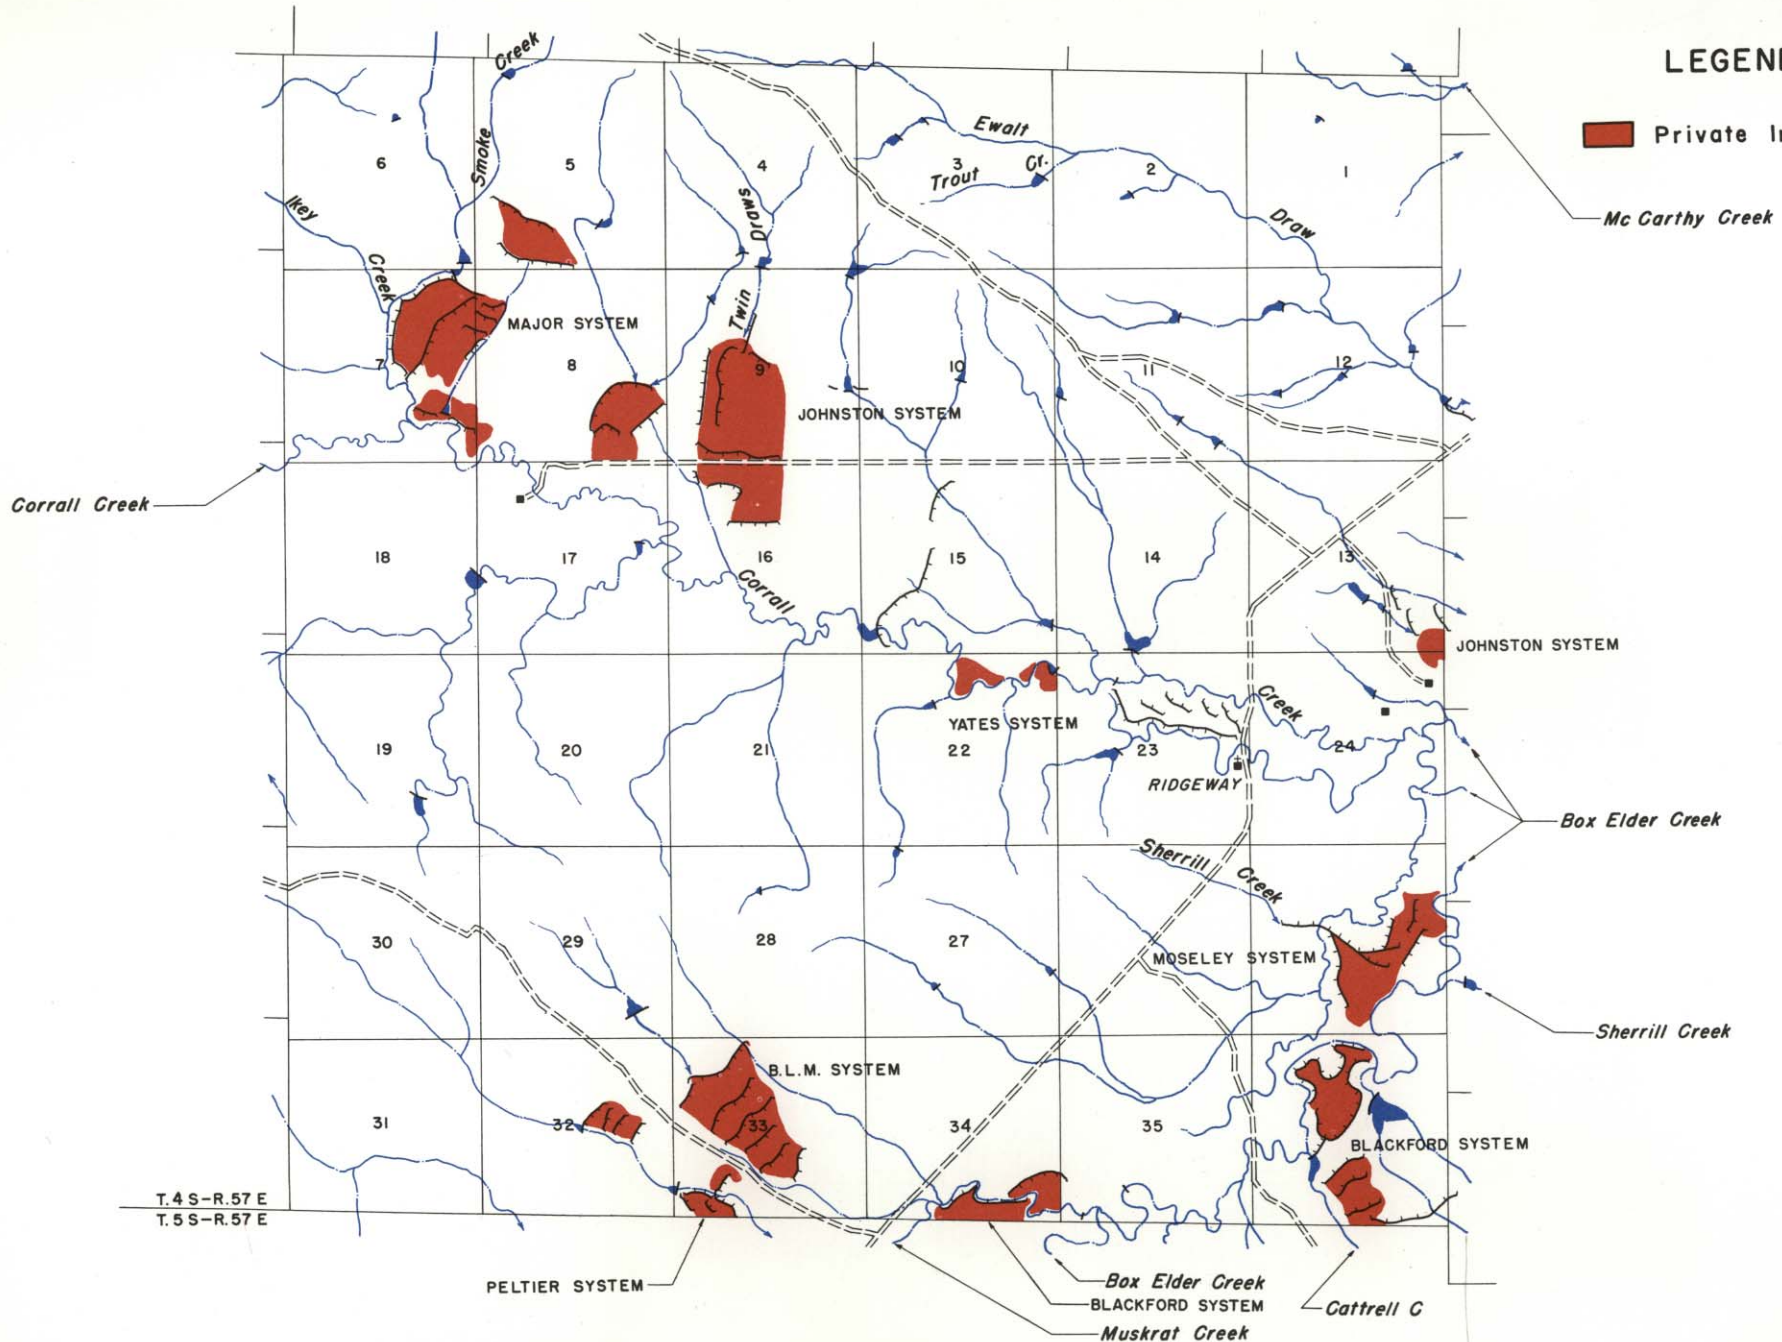 LEGEN
Private I
Creek
Smoke
Ewalt
Trout Cr.
6
5
4
3
2
1
Ikey
Creek
Draws
Twin
Draw
Mc Carthy Creek
MAJOR SYSTEM
7
8
9
10
11
12
JOHNSTON SYSTEM
Corrall Creek
18
17
16
15
14
13
Corrall
Creek
JOHNSTON SYSTEM
YATES SYSTEM
19
20
21
22
23
24
RIDGEWAY
Box Elder Creek
Sherrill
Creek
30
29
28
27
MOSELEY SYSTEM
Sherrill Creek
B.L.M. SYSTEM
31
32
33
34
35
BLACKFORD SYSTEM
T.4 S-R.57 E
T.5 S-R.57 E
PELTIER SYSTEM
Box Elder Creek
BLACKFORD SYSTEM
Muskrat Creek
Cattrell C